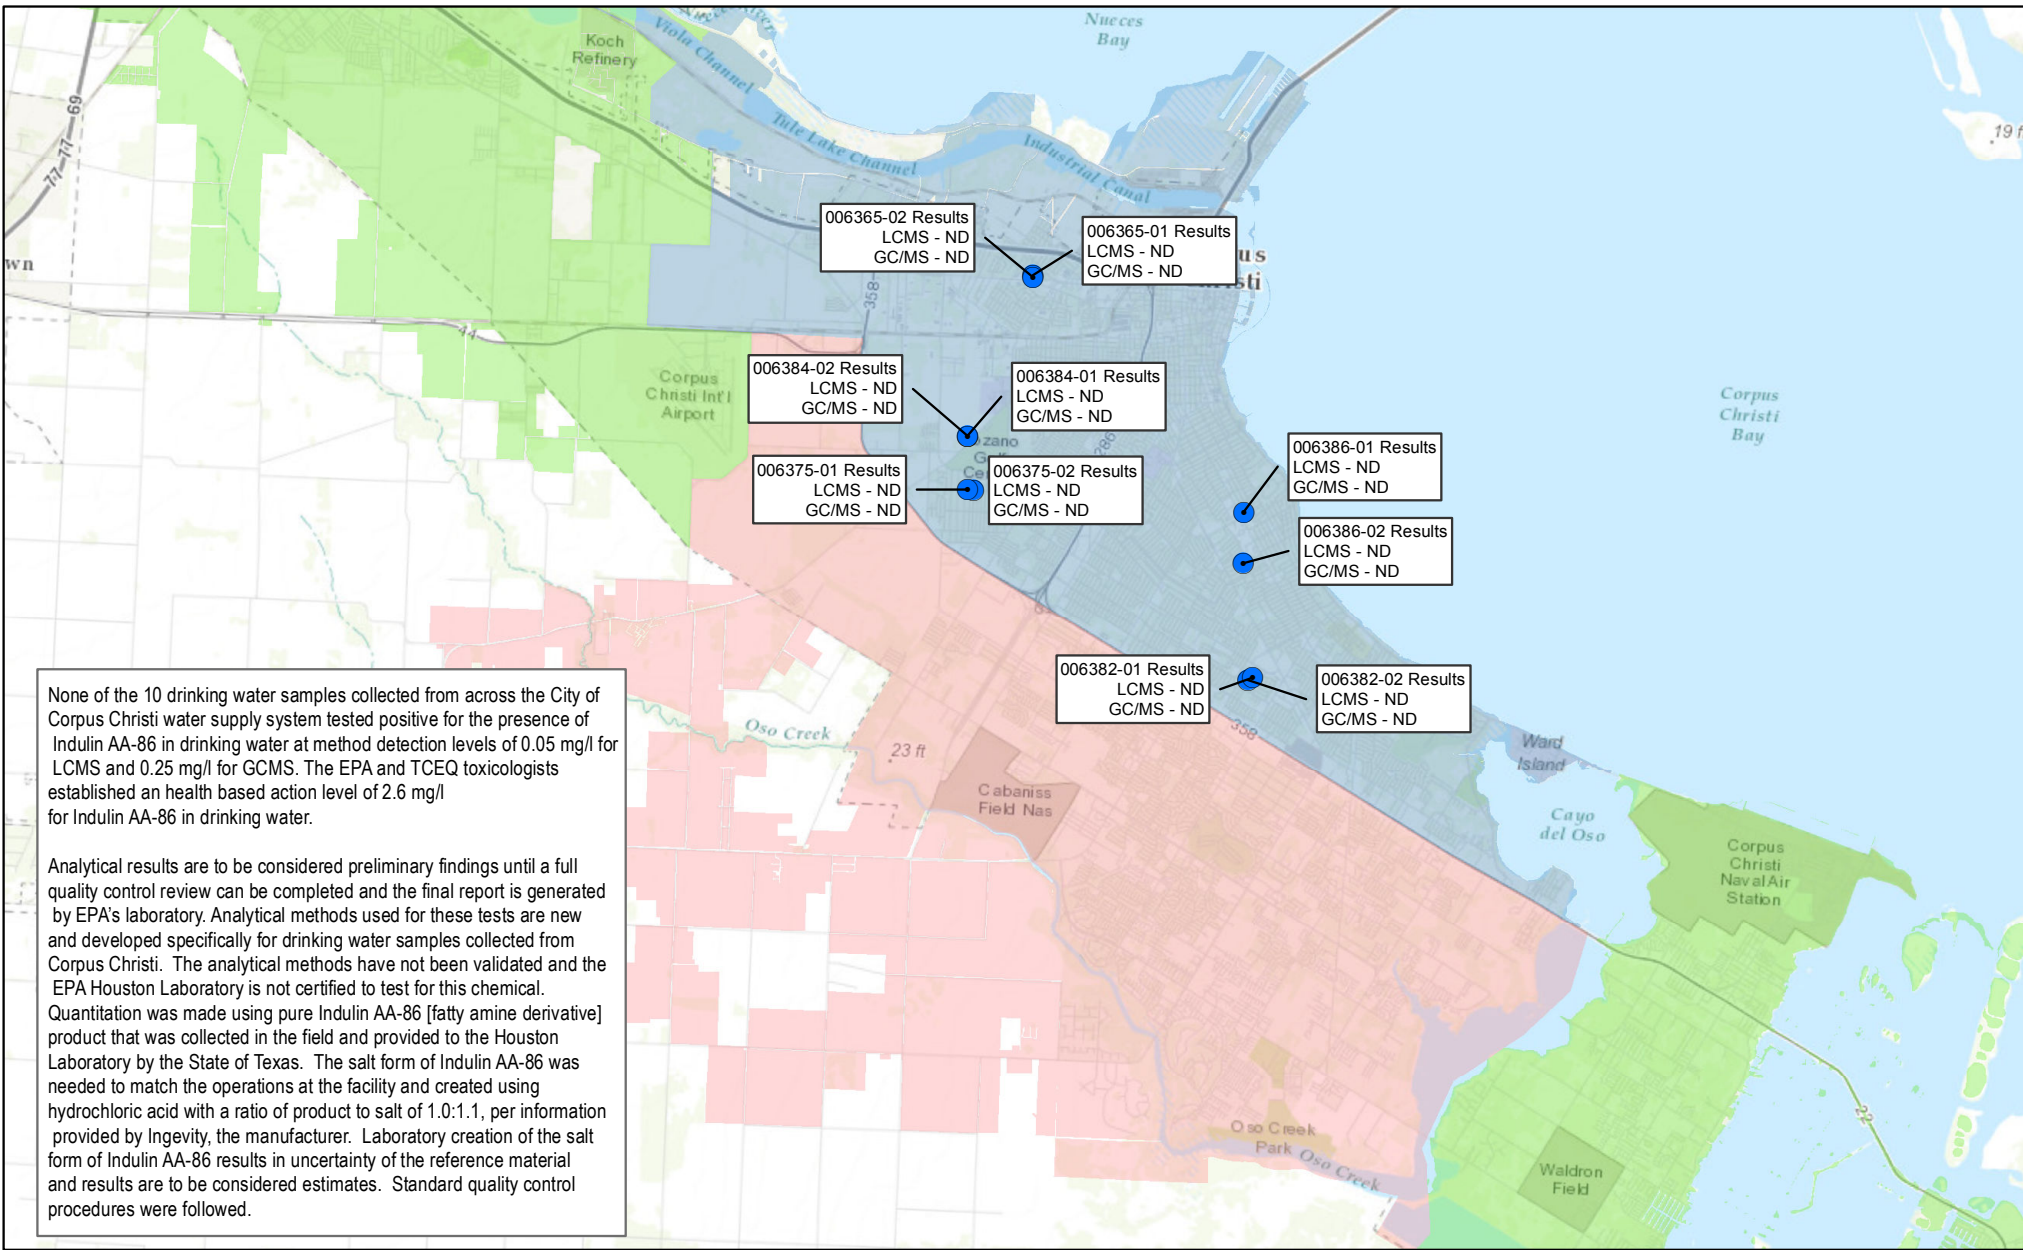 Nueces
Bay
Nueces River
Koch
Refinery
Viola Channel
Tule Lake Channel
Industrial Canal
69
77
77
19 f
wn
006365-02 Results
LCMS - ND
GC/MS - ND
006365-01 Results
LCMS - ND
GC/MS - ND
us
isti
358
44
Corpus
Christi Int'l
Airport
006384-02 Results
LCMS - ND
GC/MS - ND
006384-01 Results
LCMS - ND
GC/MS - ND
286
Corpus
Christi
Bay
zano
G
Ce
006375-01 Results
LCMS - ND
GC/MS - ND
006375-02 Results
LCMS - ND
GC/MS - ND
006386-01 Results
LCMS - ND
GC/MS - ND
006386-02 Results
LCMS - ND
GC/MS - ND
006382-01 Results
LCMS - ND
GC/MS - ND
006382-02 Results
LCMS - ND
GC/MS - ND
358
Oso Creek
23 ft
Cabaniss
Field Nas
Ward
Island
Cayo
del Oso
Corpus
Christi
Naval Air
Station
22
Oso Creek
Park
Oso Creek
Waldron
Field
None of the 10 drinking water samples collected from across the City of
Corpus Christi water supply system tested positive for the presence of
Indulin AA-86 in drinking water at method detection levels of 0.05 mg/l for
LCMS and 0.25 mg/l for GCMS. The EPA and TCEQ toxicologists
established an health based action level of 2.6 mg/l
for Indulin AA-86 in drinking water.
Analytical results are to be considered preliminary findings until a full
quality control review can be completed and the final report is generated
by EPA's laboratory. Analytical methods used for these tests are new
and developed specifically for drinking water samples collected from
Corpus Christi. The analytical methods have not been validated and the
EPA Houston Laboratory is not certified to test for this chemical.
Quantitation was made using pure Indulin AA-86 [fatty amine derivative]
product that was collected in the field and provided to the Houston
Laboratory by the State of Texas. The salt form of Indulin AA-86 was
needed to match the operations at the facility and created using
hydrochloric acid with a ratio of product to salt of 1.0:1.1, per information
provided by Ingevity, the manufacturer. Laboratory creation of the salt
form of Indulin AA-86 results in uncertainty of the reference material
and results are to be considered estimates. Standard quality control
procedures were followed.